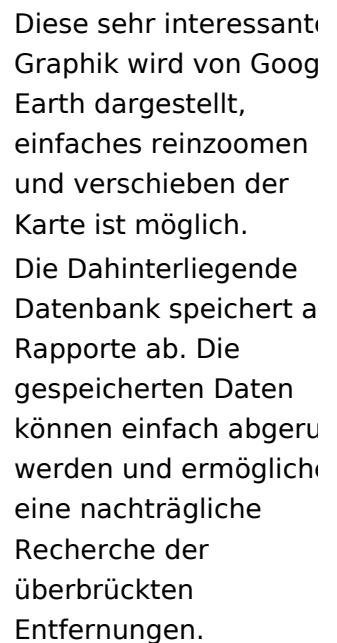 Diese sehr interessante
Graphik wird von Goog
Earth dargestellt,
einfaches reinzoomen
und verschieben der
Karte ist möglich.
Die Dahinterliegende
Datenbank speichert a
Rapporte ab. Die
gespeicherten Daten
können einfach abgeru
werden und ermögliche
eine nachträgliche
Recherche der
überbrückten
Entfernungen.